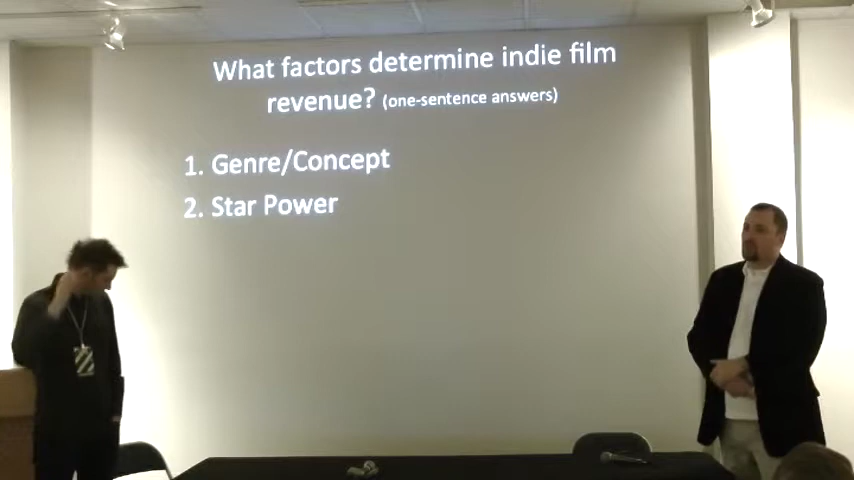 What factors determine indie film
revenue? (one-sentence answers)
1. Genre/Concept
2. Star Power